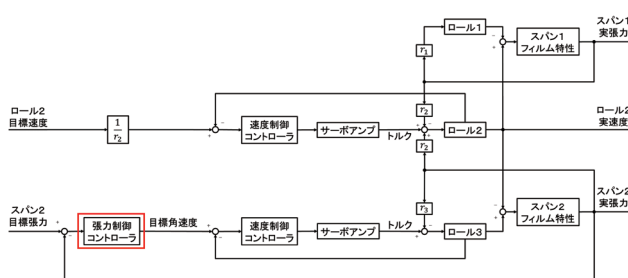 スパン1
実張力
ロール1
スパン1
フィルム特性
r₁
ロール2
目標速度
1
r₂
速度制御
コントローラ
サーボアンプ
トルク
r₂
ロール2
r₂
ロール2
実速度
スパン2
目標張力
張力制御
コントローラ
目標角速度
速度制御
コントローラ
サーボアンプ
トルク
r₃
ロール3
スパン2
フィルム特性
スパン2
実張力